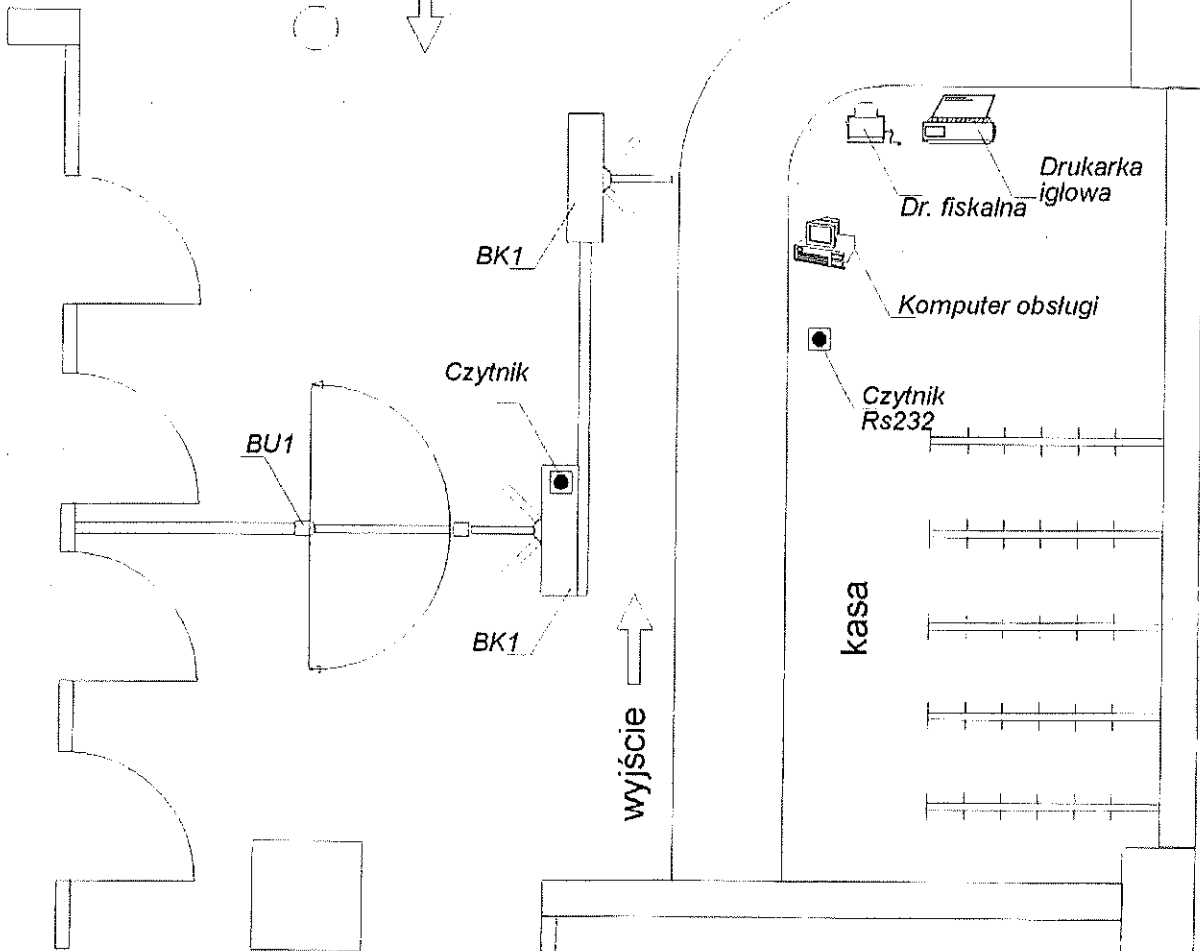 Drukarka
igłowa
Dr. fiskalna
BK1
Komputer obsługi
Czytnik
Czytnik
Rs232
BU1
kasa
BK1
wyjście